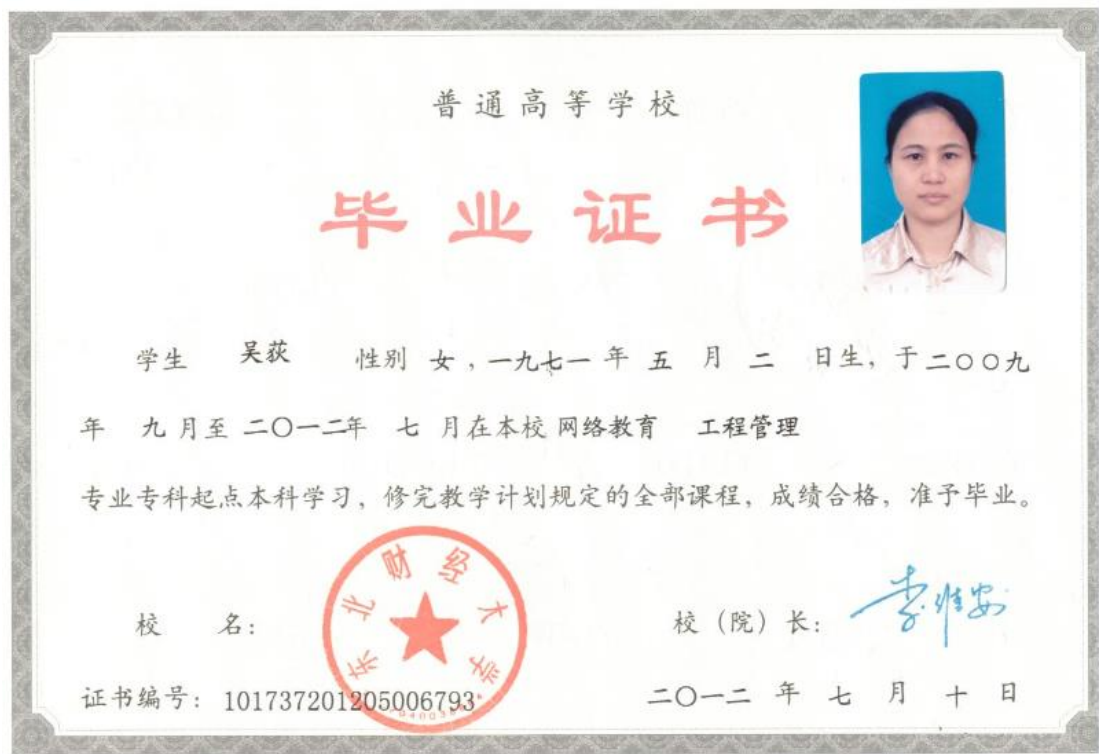 普通高等学校
毕业证书
学生 吴荻 性别 女,一九七一年 五 月 二 日生,于二〇〇九
年 九 月至 二〇一二年 七 月在本校 网络教育 工程管理
专业专科起点本科学习,修完教学计划规定的全部课程,成绩合格,准予毕业。
东北财经大学
校 名:
校(院)长: 李维安
证书编号:101737201205006793
二〇一二 年 七 月 十 日